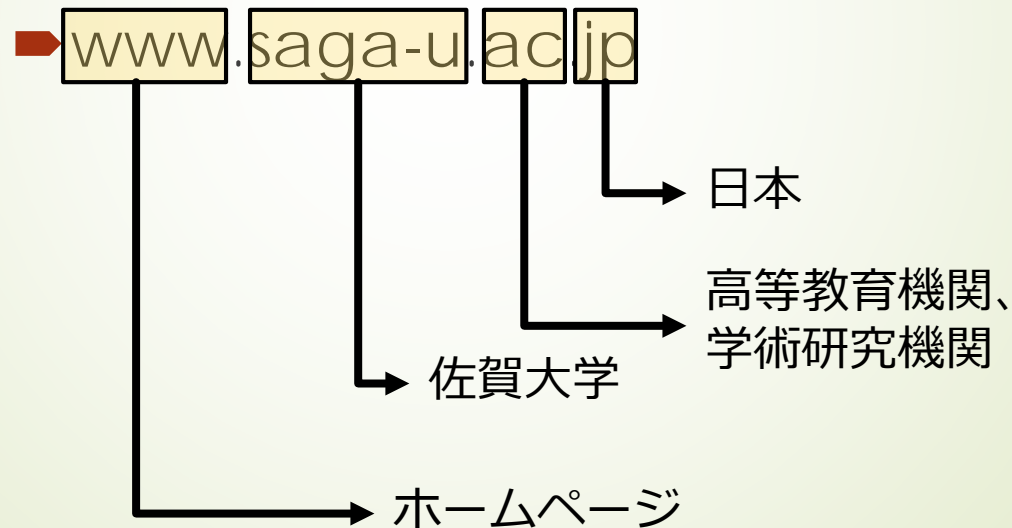 www.saga-u.ac.jp
日本
高等教育機関、
学術研究機関
佐賀大学
ホームページ